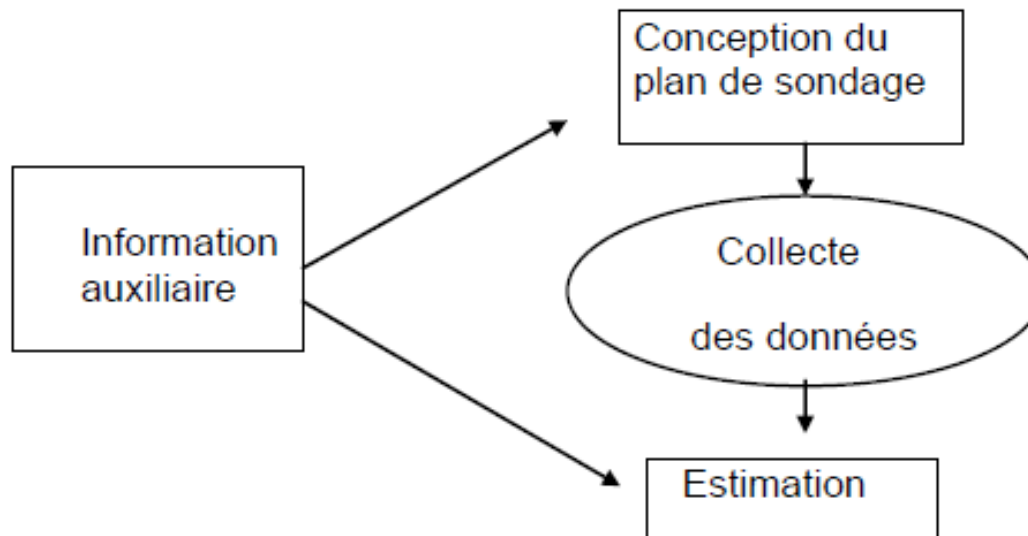 Conception du
plan de sondage
Information
auxiliaire
Collecte
des données
Estimation